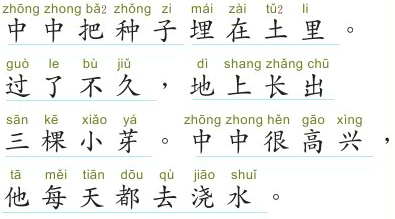 zhōng zhong bǎ2 zhǒng zi mái zài tǔ2 li
中中把种子埋在土里。
guò le bù jiǔ dì shang zhǎng chū
过了不久，地上长出
sān kē xiǎo yá zhōng zhong hěn gāo xìng
三棵小芽。中中很高兴，
tā měi tiān dōu qù jiāo shuǐ
他每天都去浇水。